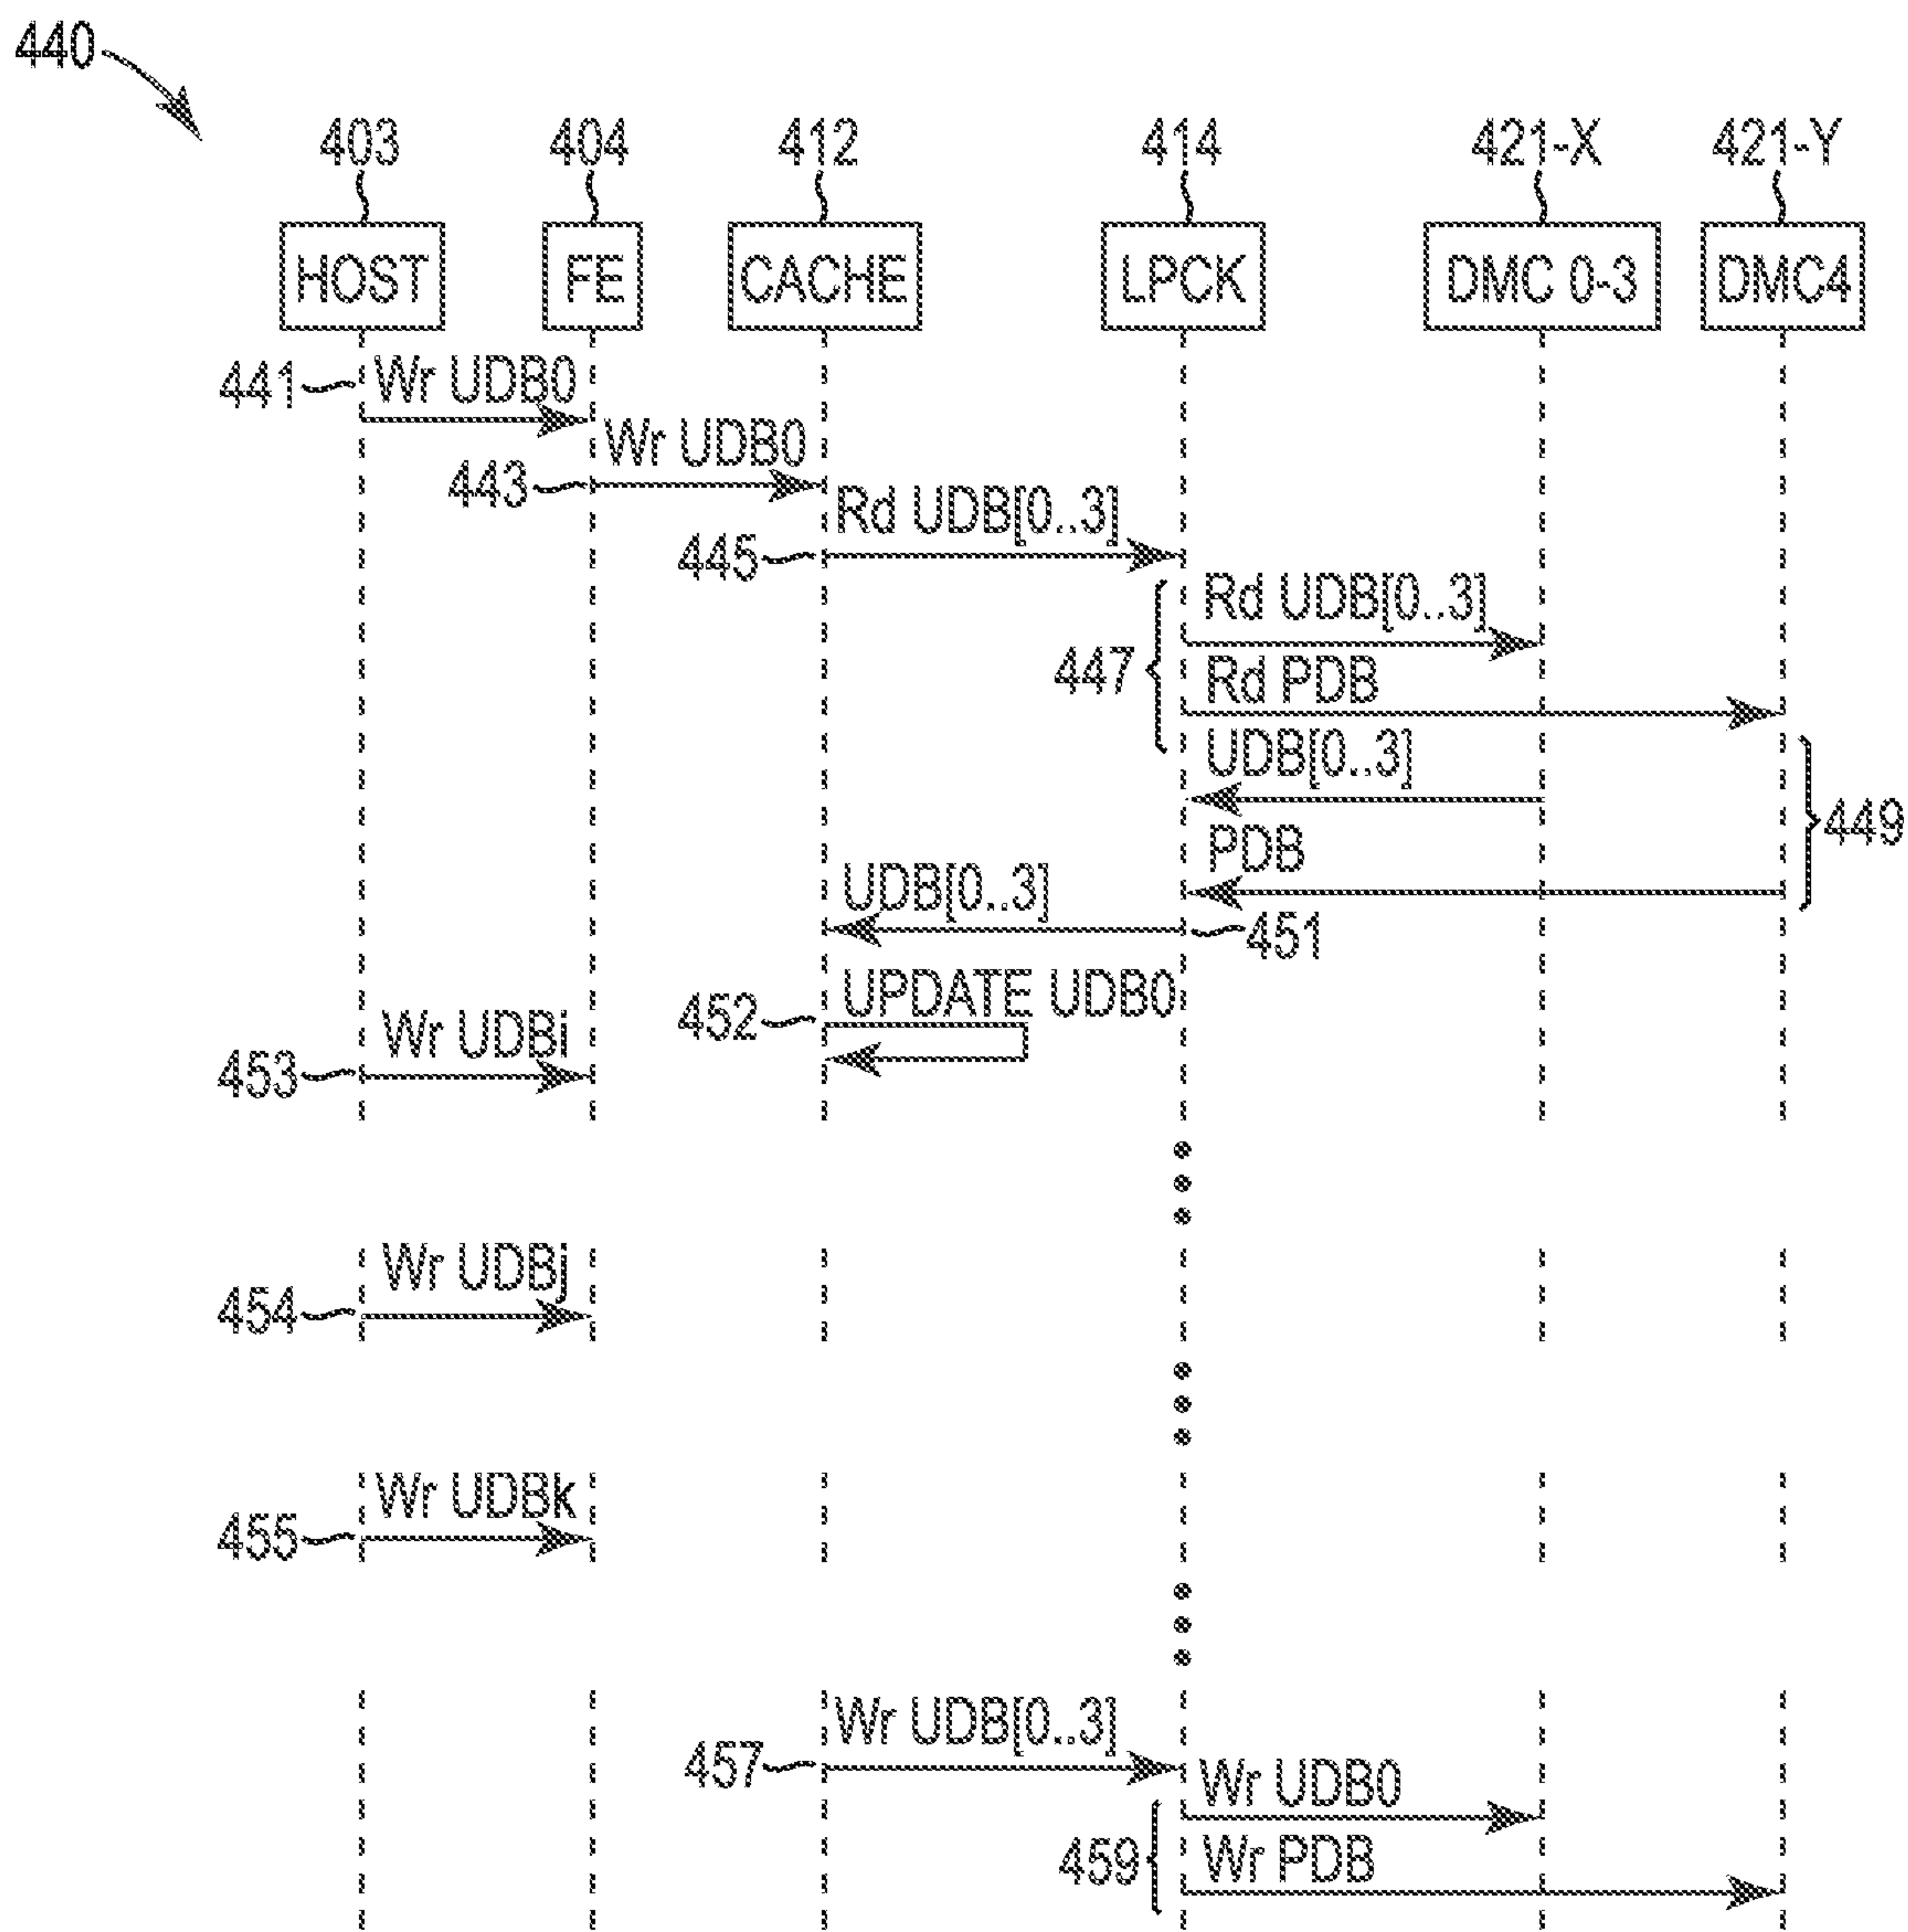 440
403 404 412 414 421-X 421-Y
HOST FE CACHE LPCK DMC 0-3 DMC4
441 Wr UDB0
443 Wr UDB0
445 Rd UDB[0..3]
447 Rd UDB[0..3]
Rd PDB
UDB[0..3]
449
PDB
UDB[0..3]
451
452 UPDATE UDB0
453 Wr UDBi
454 Wr UDBj
455 Wr UDBk
457 Wr UDB[0..3]
Wr UDB0
459 Wr PDB